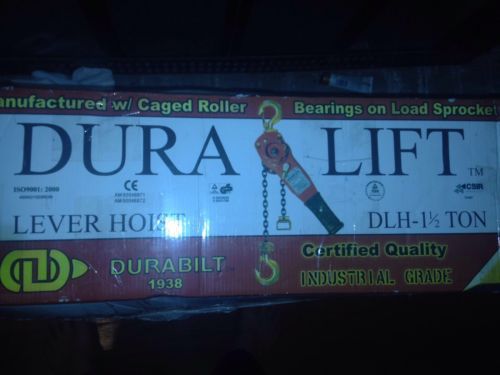 anufactured w/ Caged Roller Bearings on Load Sprocket
DURA LIFT TM
ISO9001: 2000
CE
CSIR
LEVER HOIST DLH-1½ TON
DURABILT
1938
Certified Quality
INDUSTRIAL GRADE